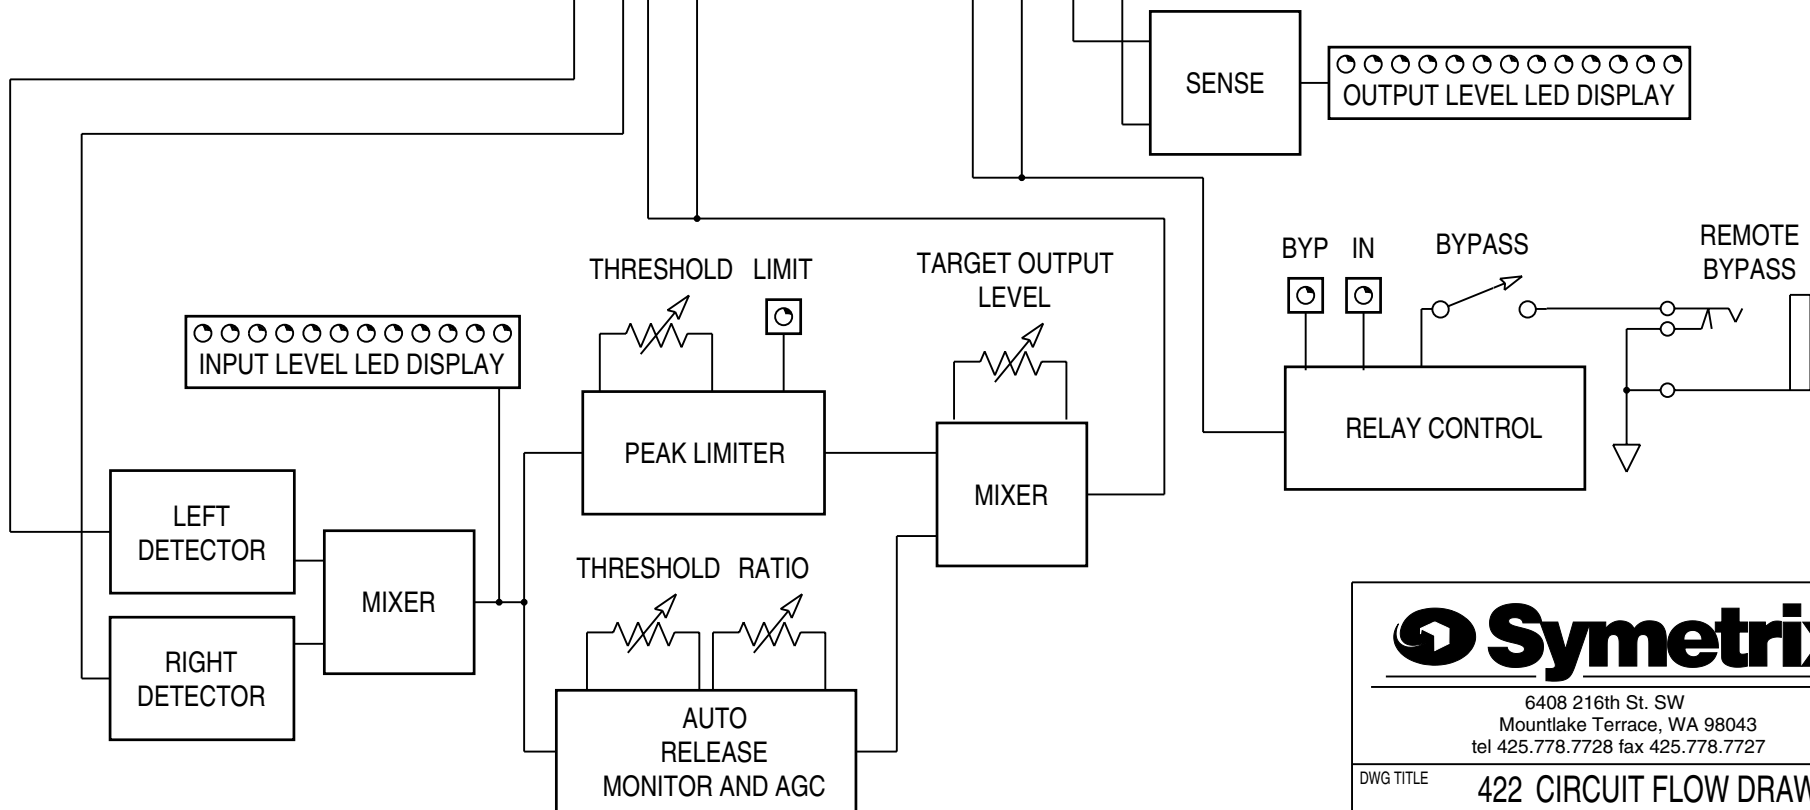 SENSE
OUTPUT LEVEL LED DISPLAY
THRESHOLD LIMIT
TARGET OUTPUT
LEVEL
BYP IN
BYPASS
REMOTE
BYPASS
INPUT LEVEL LED DISPLAY
PEAK LIMITER
RELAY CONTROL
MIXER
LEFT
DETECTOR
THRESHOLD RATIO
MIXER
RIGHT
DETECTOR
AUTO
RELEASE
MONITOR AND AGC
Symetrix
6408 216th St. SW
Mountlake Terrace, WA 98043
tel 425.778.7728 fax 425.778.7727
DWG TITLE
422 CIRCUIT FLOW DRAW